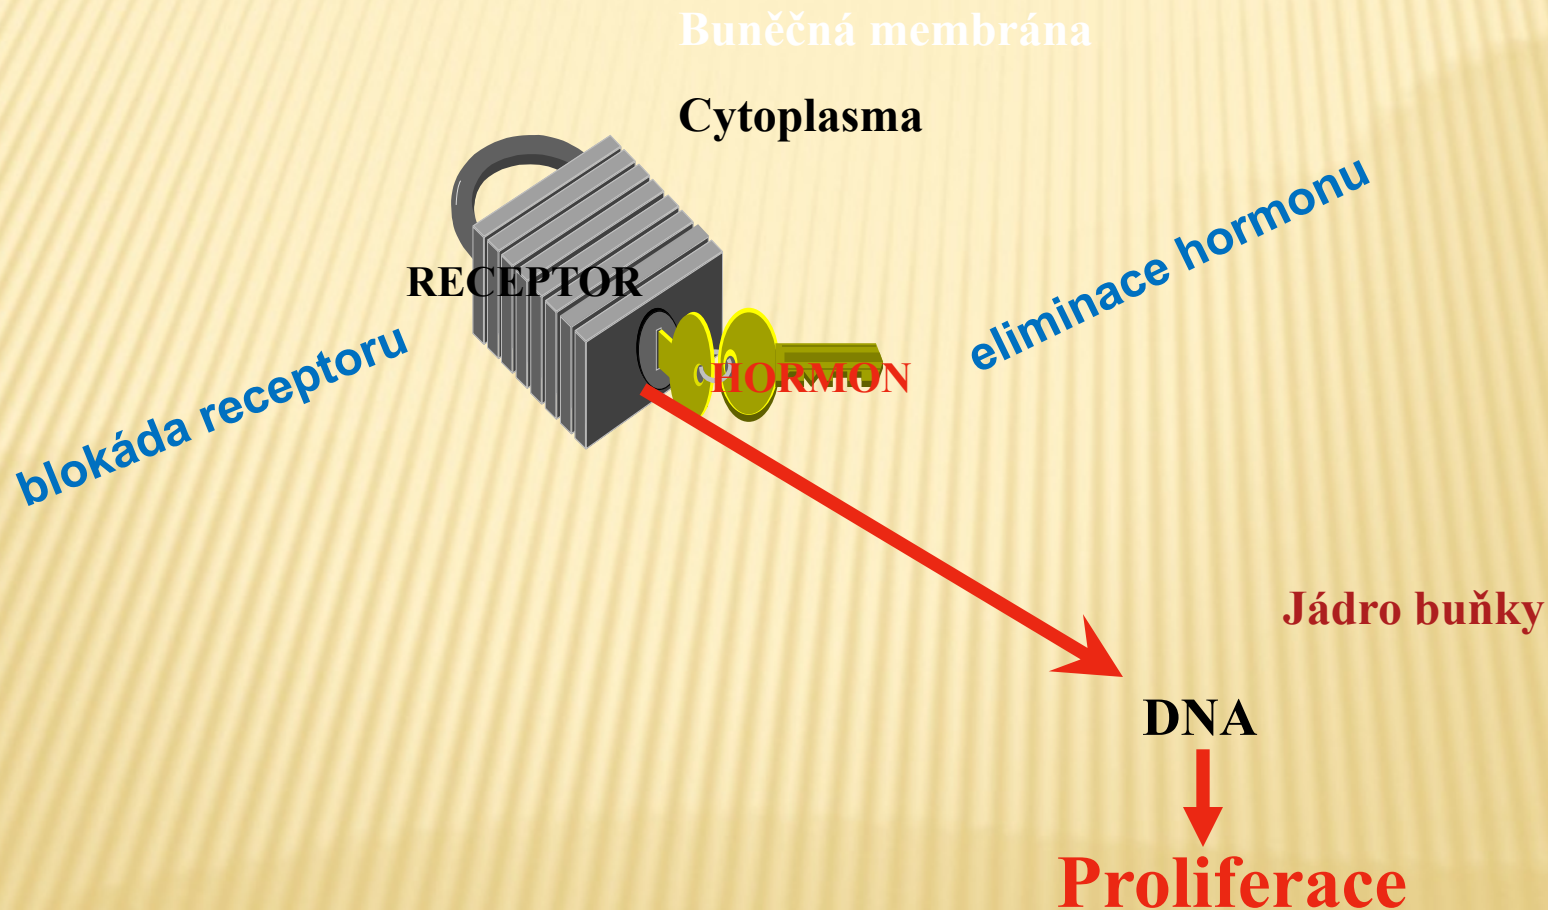 Buněčná membrána
Cytoplasma
eliminace hormonu
RECEPTOR
blokáda receptoru
HORMON
Jádro buňky
DNA
Proliferace